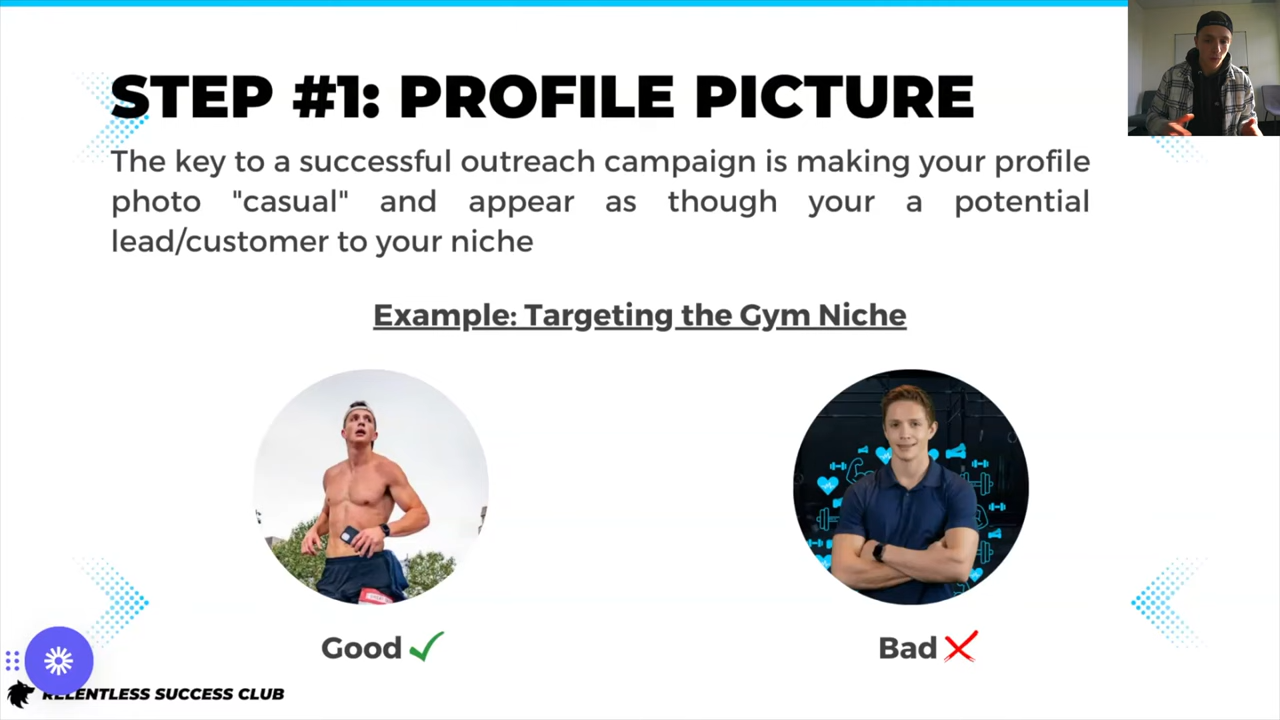 STEP #1: PROFILE PICTURE
The key to a successful outreach campaign is making your profile
photo "casual" and appear as though your a potential
lead/customer to your niche
Example: Targeting the Gym Niche
Good
Bad
RELENTLESS SUCCESS CLUB